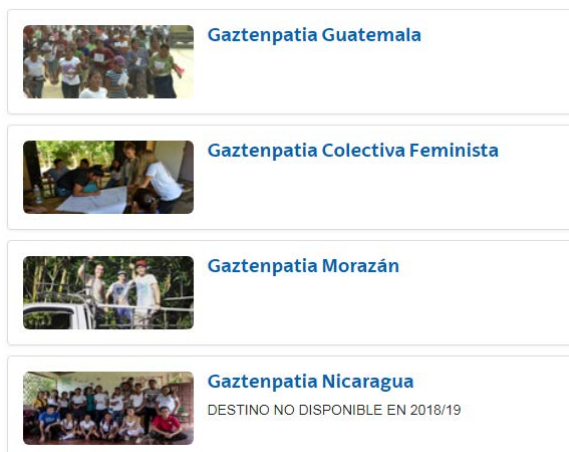 Gaztenpatia Guatemala
Gaztenpatia Colectiva Feminista
Gaztenpatia Morazán
Gaztenpatia Nicaragua
DESTINO NO DISPONIBLE EN 2018/19